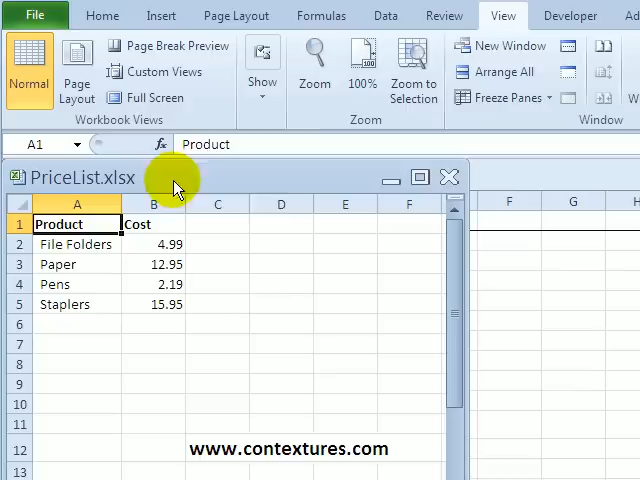 File Home Insert Page Layout Formulas Data Review View Developer
Normal Page Layout Page Break Preview Custom Views Full Screen
Show Zoom 100% Zoom to Selection
New Window Arrange All Freeze Panes
Workbook Views Zoom Window
A1 fx Product
PriceList.xlsx
A B C D E F F G H
1 Product Cost
2 File Folders 4.99
3 Paper 12.95
4 Pens 2.19
5 Staplers 15.95
6
7
8
9
10
11
12 www.contextures.com
13